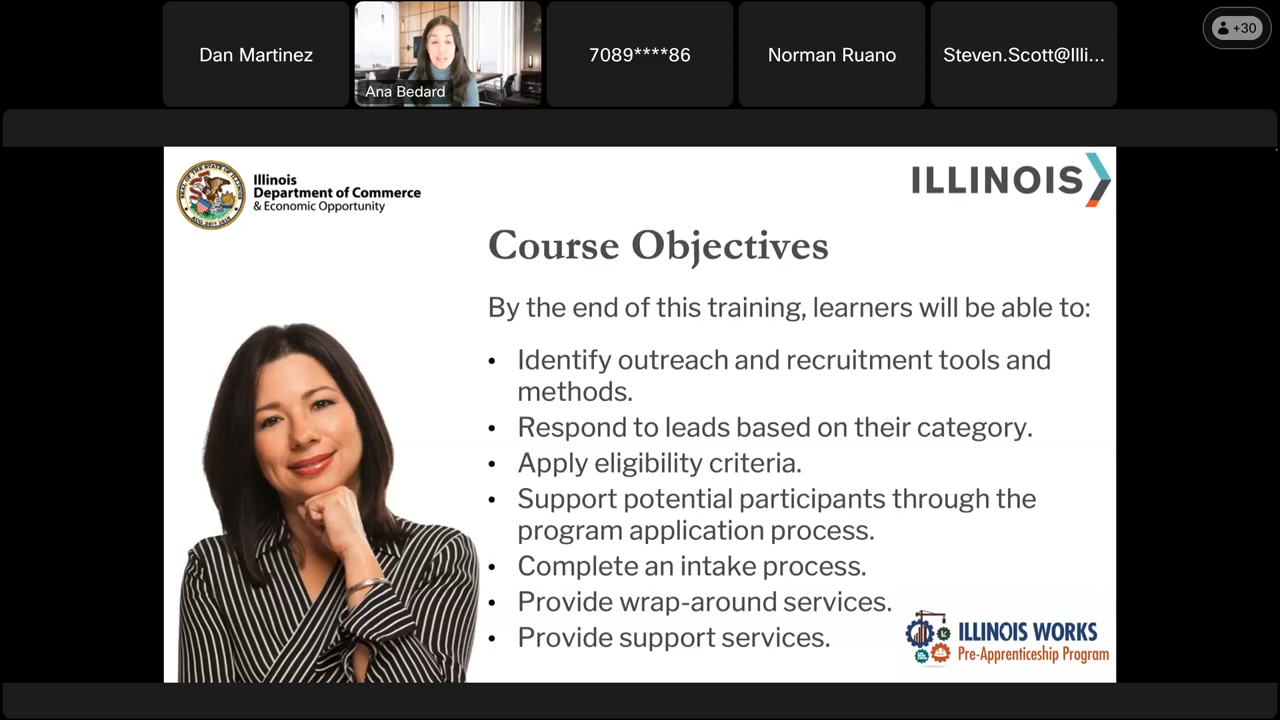 Dan Martinez
Ana Bedard
7089****86
Norman Ruano
Steven.Scott@Illi...
+30
Illinois
Department of Commerce
& Economic Opportunity
ILLINOIS
Course Objectives
By the end of this training, learners will be able to:
• Identify outreach and recruitment tools and
methods.
• Respond to leads based on their category.
• Apply eligibility criteria.
• Support potential participants through the
program application process.
• Complete an intake process.
• Provide wrap-around services.
• Provide support services.
ILLINOIS WORKS
Pre-Apprenticeship Program